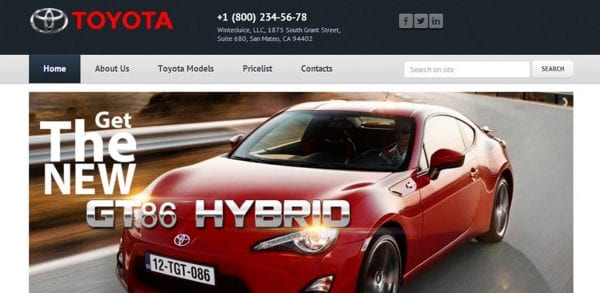 TOYOTA
+1 (800) 234-56-78
WinterJuice, LLC, 1875 South Grant Street,
Suite 680, San Mateo, CA 94402
f
in
Home
About Us
Toyota Models
Pricelist
Contacts
Search on site
SEARCH
Get
The
NEW
GT86 HYBRID
12-TGT-086